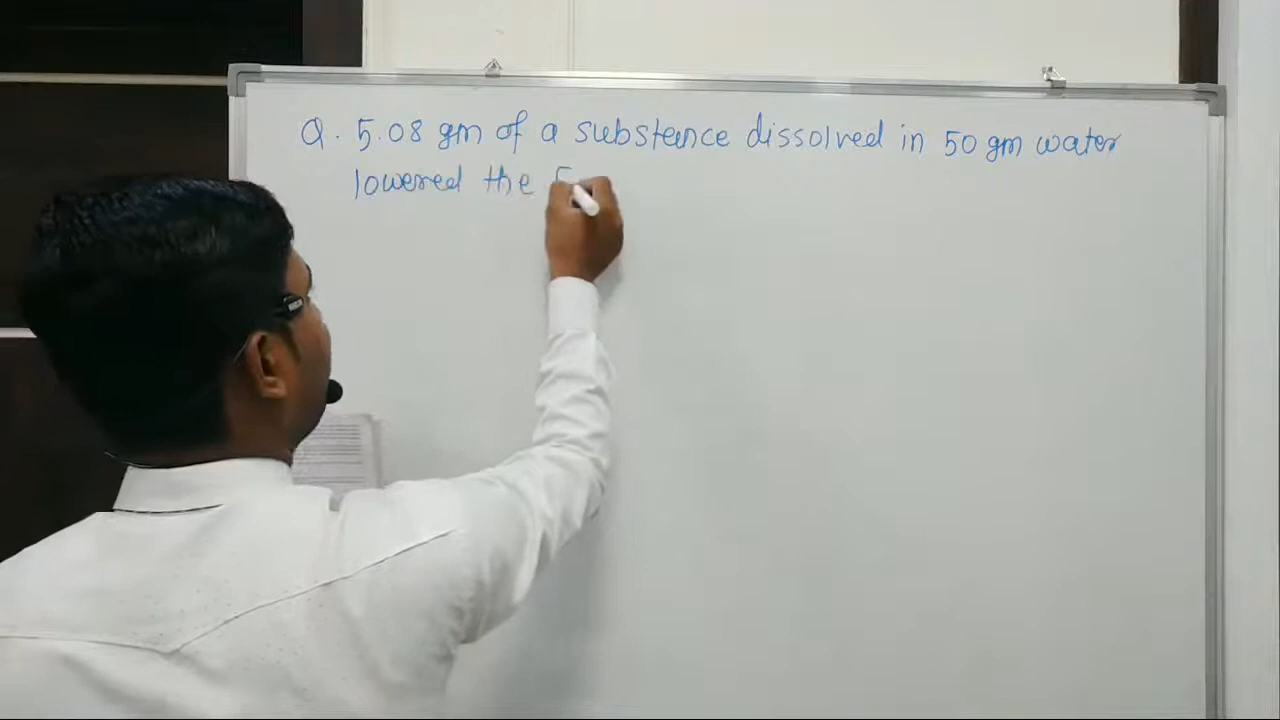 Q. 5.08 gm of a substance dissolved in 50 gm water
lowered the